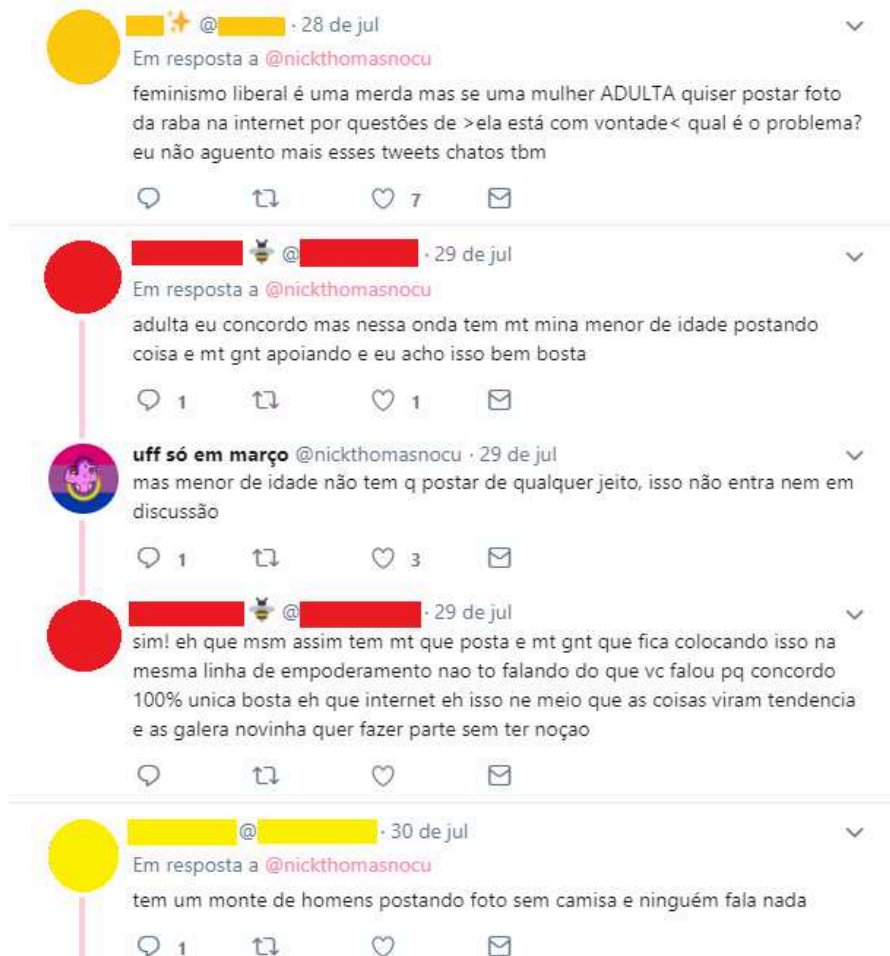 @ · 28 de jul
Em resposta a @nickthomasnocu
feminismo liberal é uma merda mas se uma mulher ADULTA quiser postar foto
da raba na internet por questões de >ela está com vontade< qual é o problema?
eu não aguento mais esses tweets chatos tbm
7
@ · 29 de jul
Em resposta a @nickthomasnocu
adulta eu concordo mas nessa onda tem mt mina menor de idade postando
coisa e mt gnt apoiando e eu acho isso bem bosta
1 1
uff só em março @nickthomasnocu · 29 de jul
mas menor de idade não tem q postar de qualquer jeito, isso não entra nem em
discussão
1 3
@ · 29 de jul
sim! eh que msm assim tem mt que posta e mt gnt que fica colocando isso na
mesma linha de empoderamento nao to falando do que vc falou pq concordo
100% unica bosta eh que internet eh isso ne meio que as coisas viram tendencia
e as galera novinha quer fazer parte sem ter noçao
@ · 30 de jul
Em resposta a @nickthomasnocu
tem um monte de homens postando foto sem camisa e ninguém fala nada
1